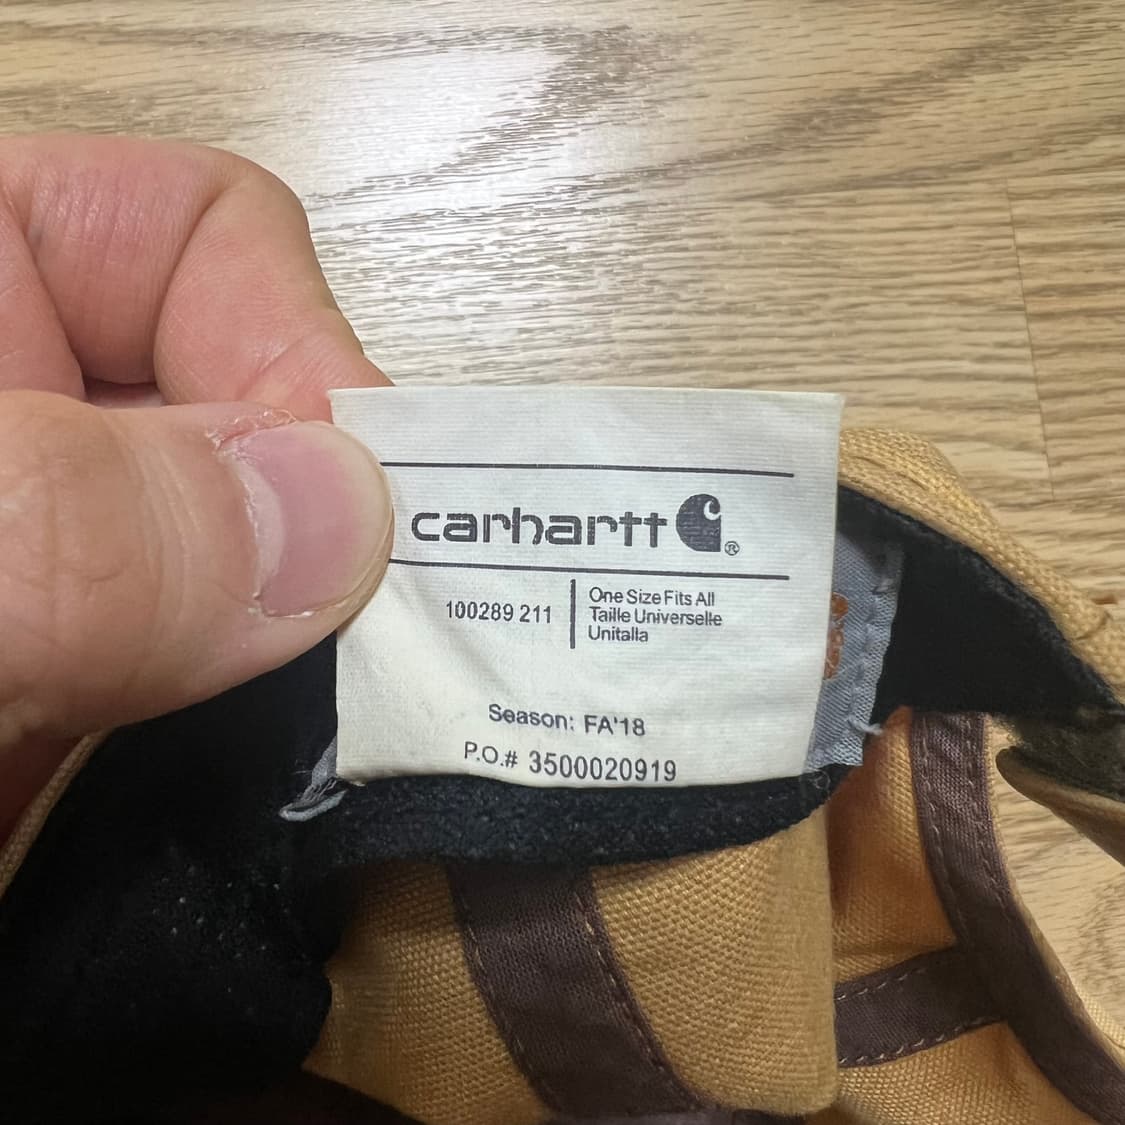 carhartt ®
100289 211
One Size Fits All
Taille Universelle
Unitalla
Season: FA'18
P.O.# 3500020919